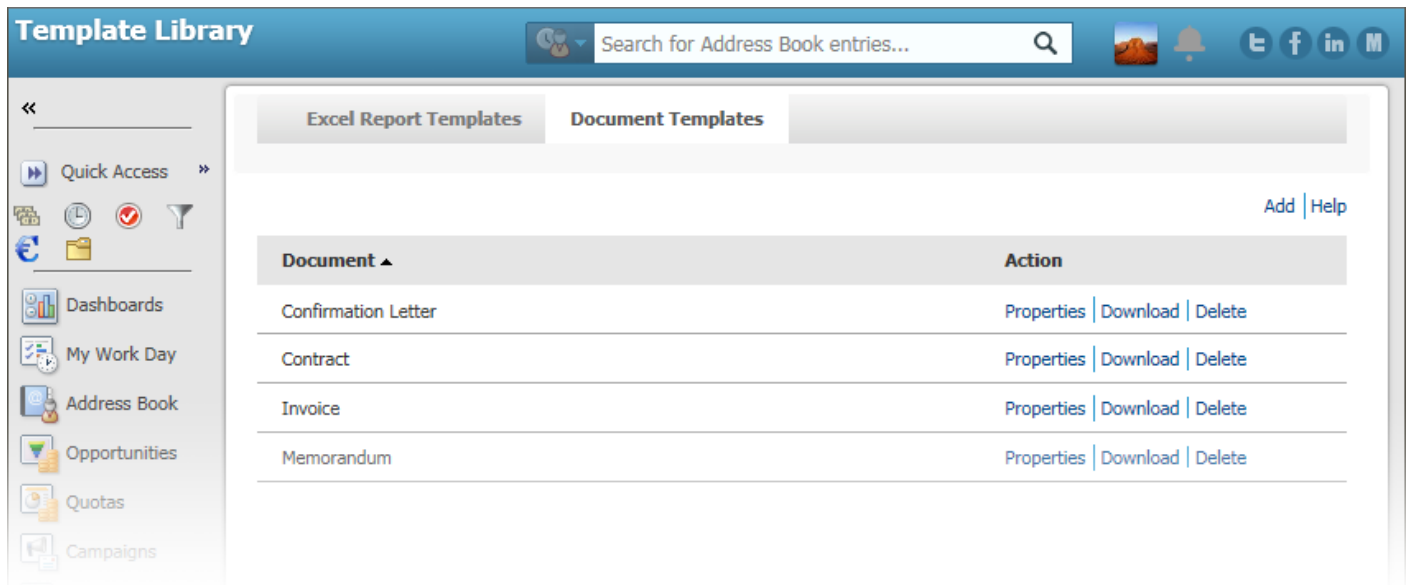 Template Library
Search for Address Book entries...
in M
«
Quick Access »
Dashboards
My Work Day
Address Book
Opportunities
Quotas
Campaigns
Excel Report Templates Document Templates
Add | Help
Document Action
Confirmation Letter Properties | Download | Delete
Contract Properties | Download | Delete
Invoice Properties | Download | Delete
Memorandum Properties | Download | Delete